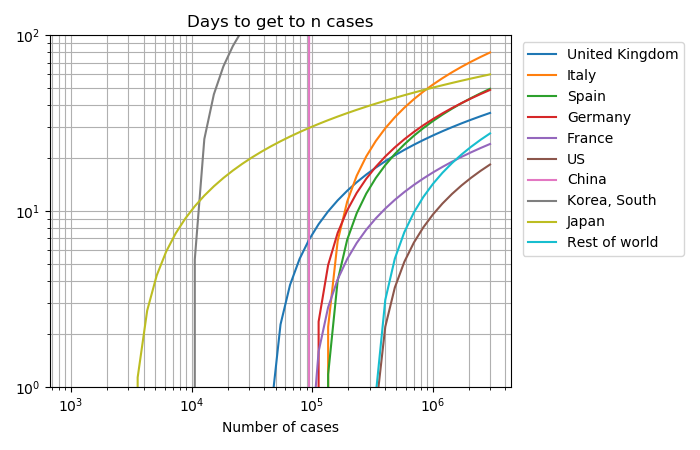 Days to get to n cases
10²
10¹
10⁰
10³
10⁴
10⁵
10⁶
Number of cases
United Kingdom
Italy
Spain
Germany
France
US
China
Korea, South
Japan
Rest of world